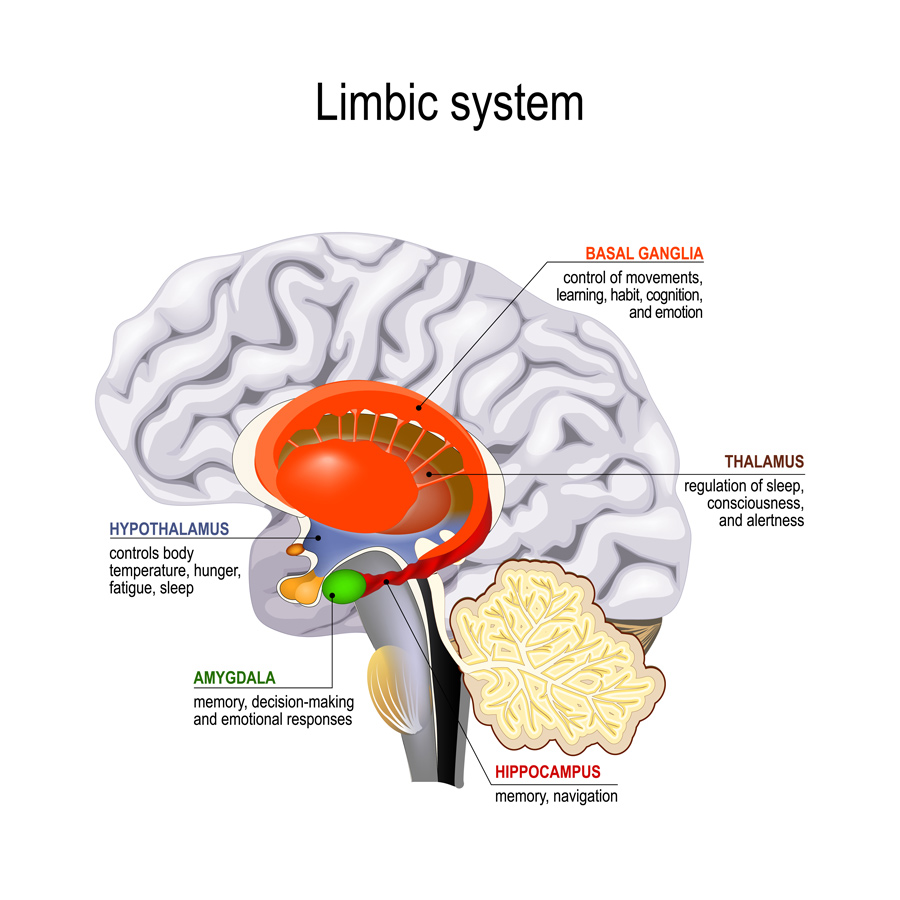 Limbic system
BASAL GANGLIA
control of movements,
learning, habit, cognition,
and emotion
THALAMUS
regulation of sleep,
consciousness,
and alertness
HYPOTHALAMUS
controls body
temperature, hunger,
fatigue, sleep
AMYGDALA
memory, decision-making
and emotional responses
HIPPOCAMPUS
memory, navigation